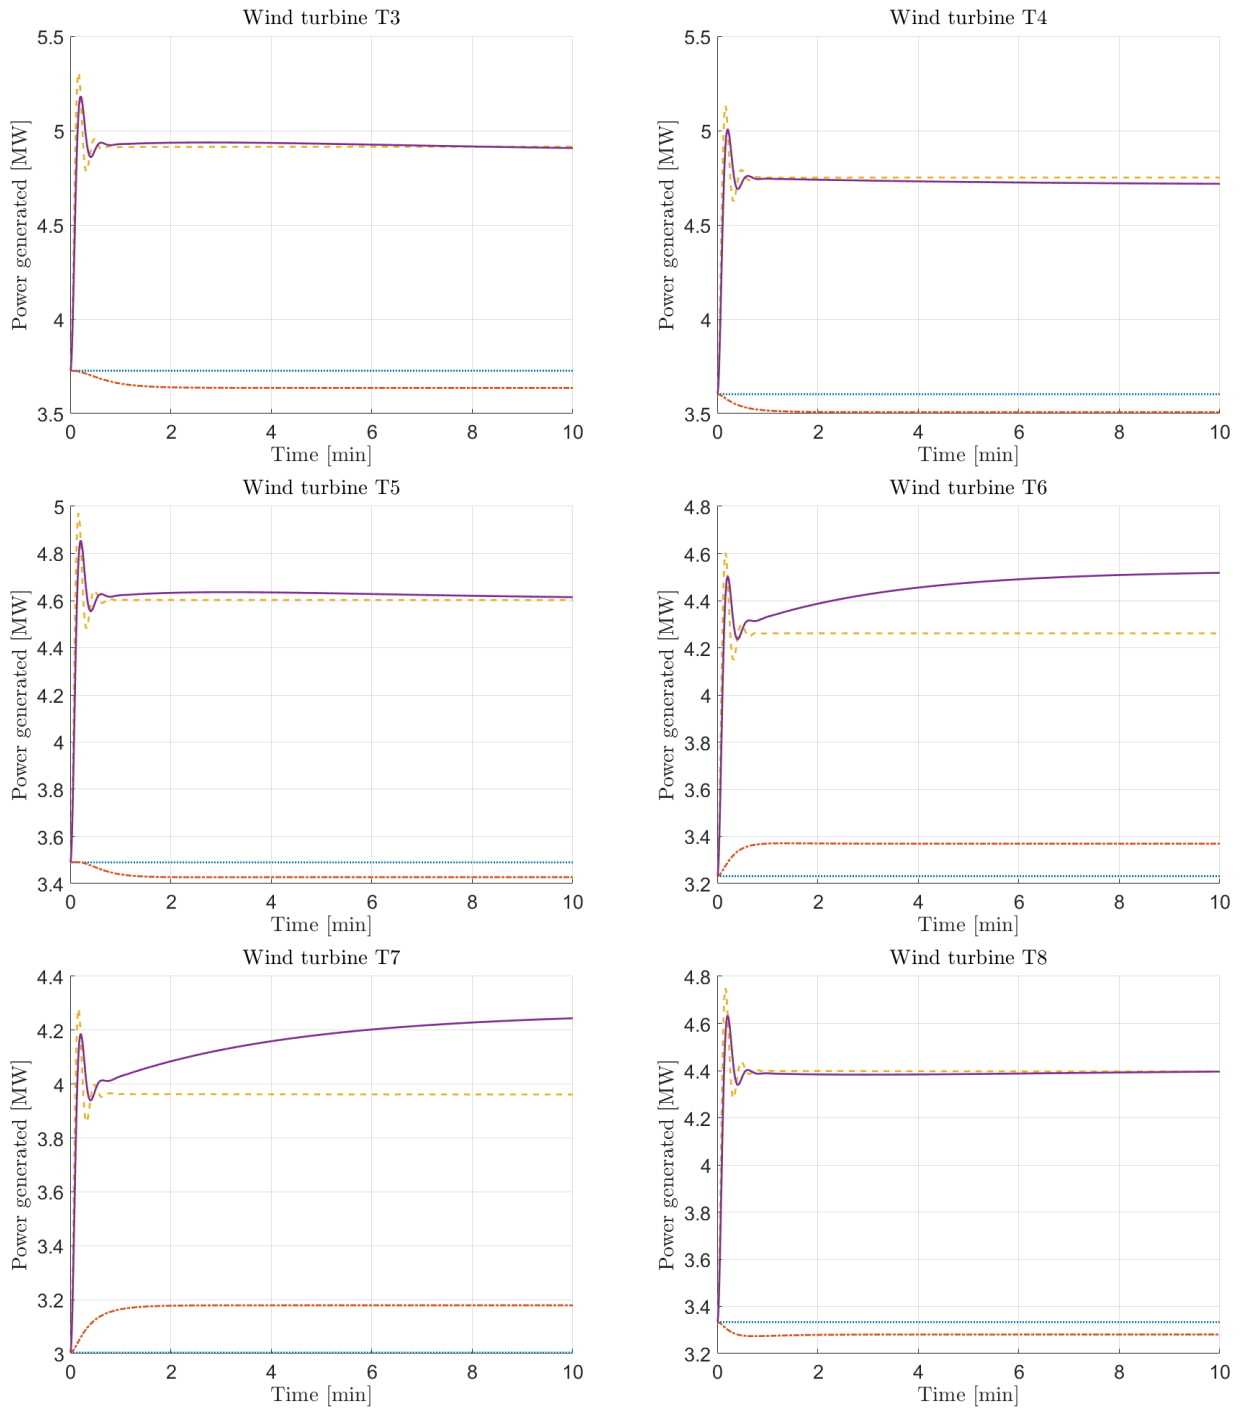 Wind turbine T3
Power generated [MW]
5.5
5
4.5
4
3.5
0 2 4 6 8 10
Time [min]
Wind turbine T4
Power generated [MW]
5.5
5
4.5
4
3.5
0 2 4 6 8 10
Time [min]
Wind turbine T5
Power generated [MW]
5
4.8
4.6
4.4
4.2
4
3.8
3.6
3.4
0 2 4 6 8 10
Time [min]
Wind turbine T6
Power generated [MW]
4.8
4.6
4.4
4.2
4
3.8
3.6
3.4
3.2
0 2 4 6 8 10
Time [min]
Wind turbine T7
Power generated [MW]
4.4
4.2
4
3.8
3.6
3.4
3.2
3
0 2 4 6 8 10
Time [min]
Wind turbine T8
Power generated [MW]
4.8
4.6
4.4
4.2
4
3.8
3.6
3.4
3.2
0 2 4 6 8 10
Time [min]